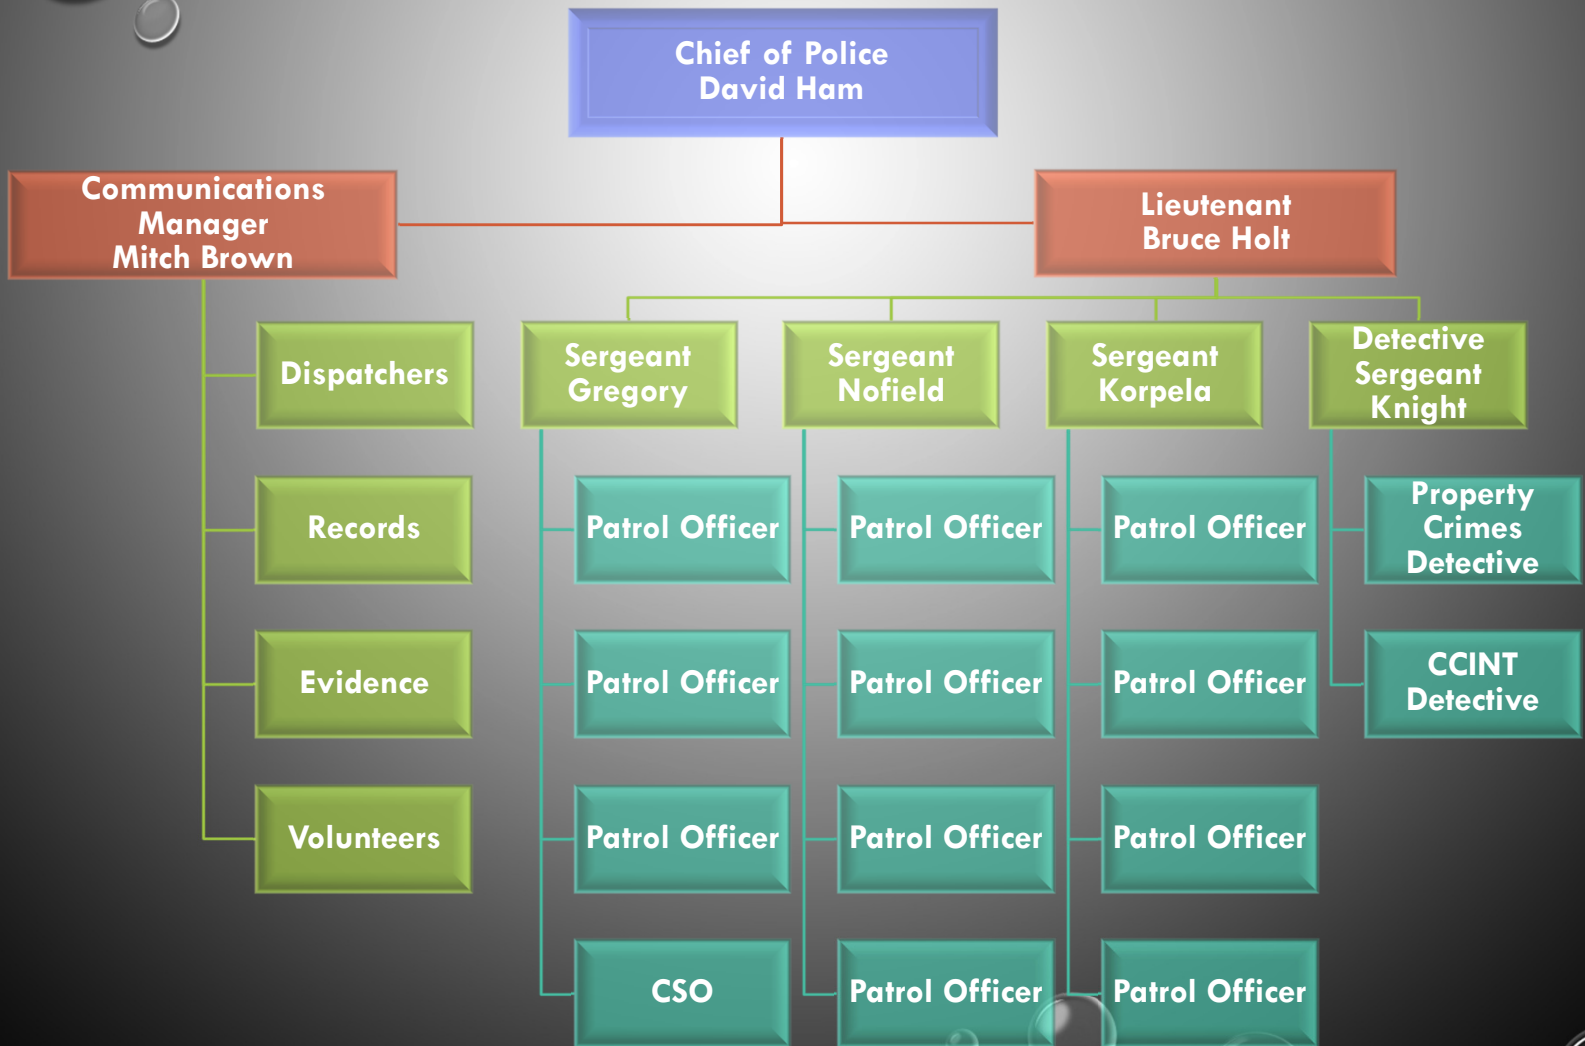 Chief of Police
David Ham
Communications
Manager
Mitch Brown
Lieutenant
Bruce Holt
Dispatchers
Sergeant
Gregory
Sergeant
Nofield
Sergeant
Korpela
Detective
Sergeant
Knight
Records
Patrol Officer
Patrol Officer
Patrol Officer
Property
Crimes
Detective
Evidence
Patrol Officer
Patrol Officer
Patrol Officer
CCINT
Detective
Volunteers
Patrol Officer
Patrol Officer
Patrol Officer
CSO
Patrol Officer
Patrol Officer